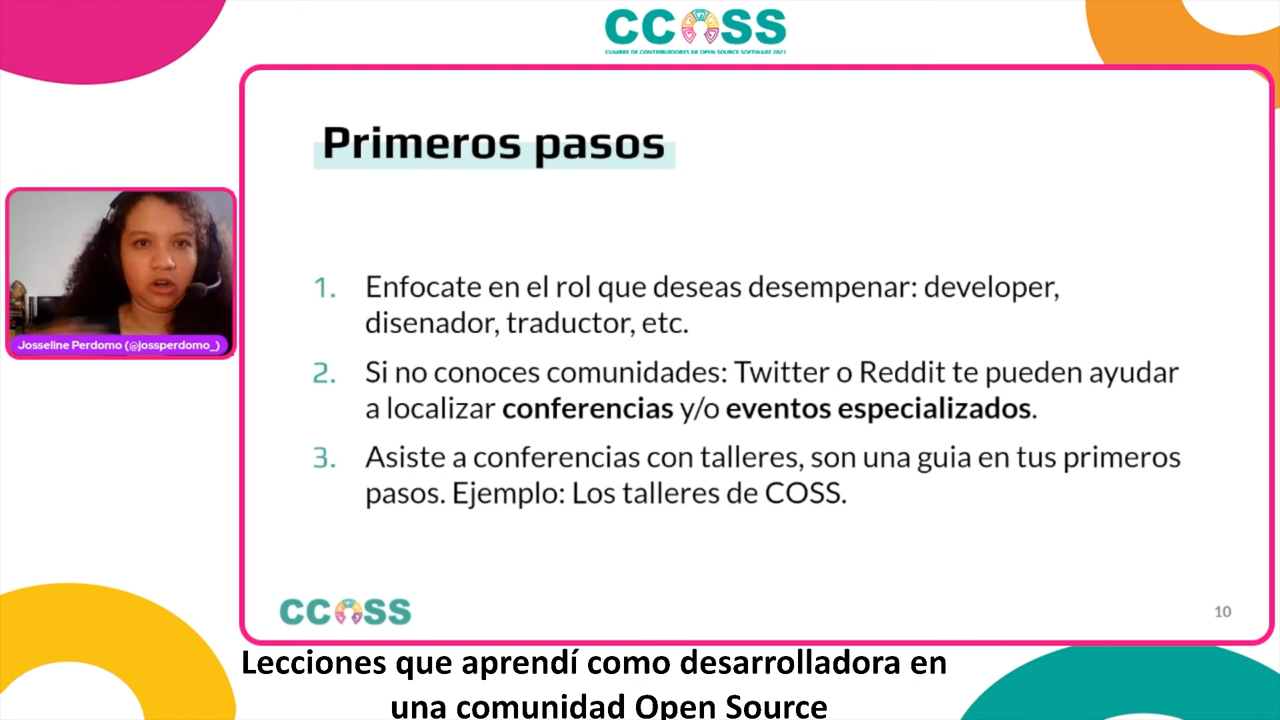 CCOSS
CUMBRE DE CONTRIBUIDORES DE OPEN SOURCE SOFTWARE 2021
Primeros pasos
1. Enfocate en el rol que deseas desempenar: developer,
disenador, traductor, etc.
2. Si no conoces comunidades: Twitter o Reddit te pueden ayudar
a localizar conferencias y/o eventos especializados.
3. Asiste a conferencias con talleres, son una guia en tus primeros
pasos. Ejemplo: Los talleres de COSS.
Josseline Perdomo (@jossperdomo_)
CCOSS
10
Lecciones que aprendí como desarrolladora en
una comunidad Open Source